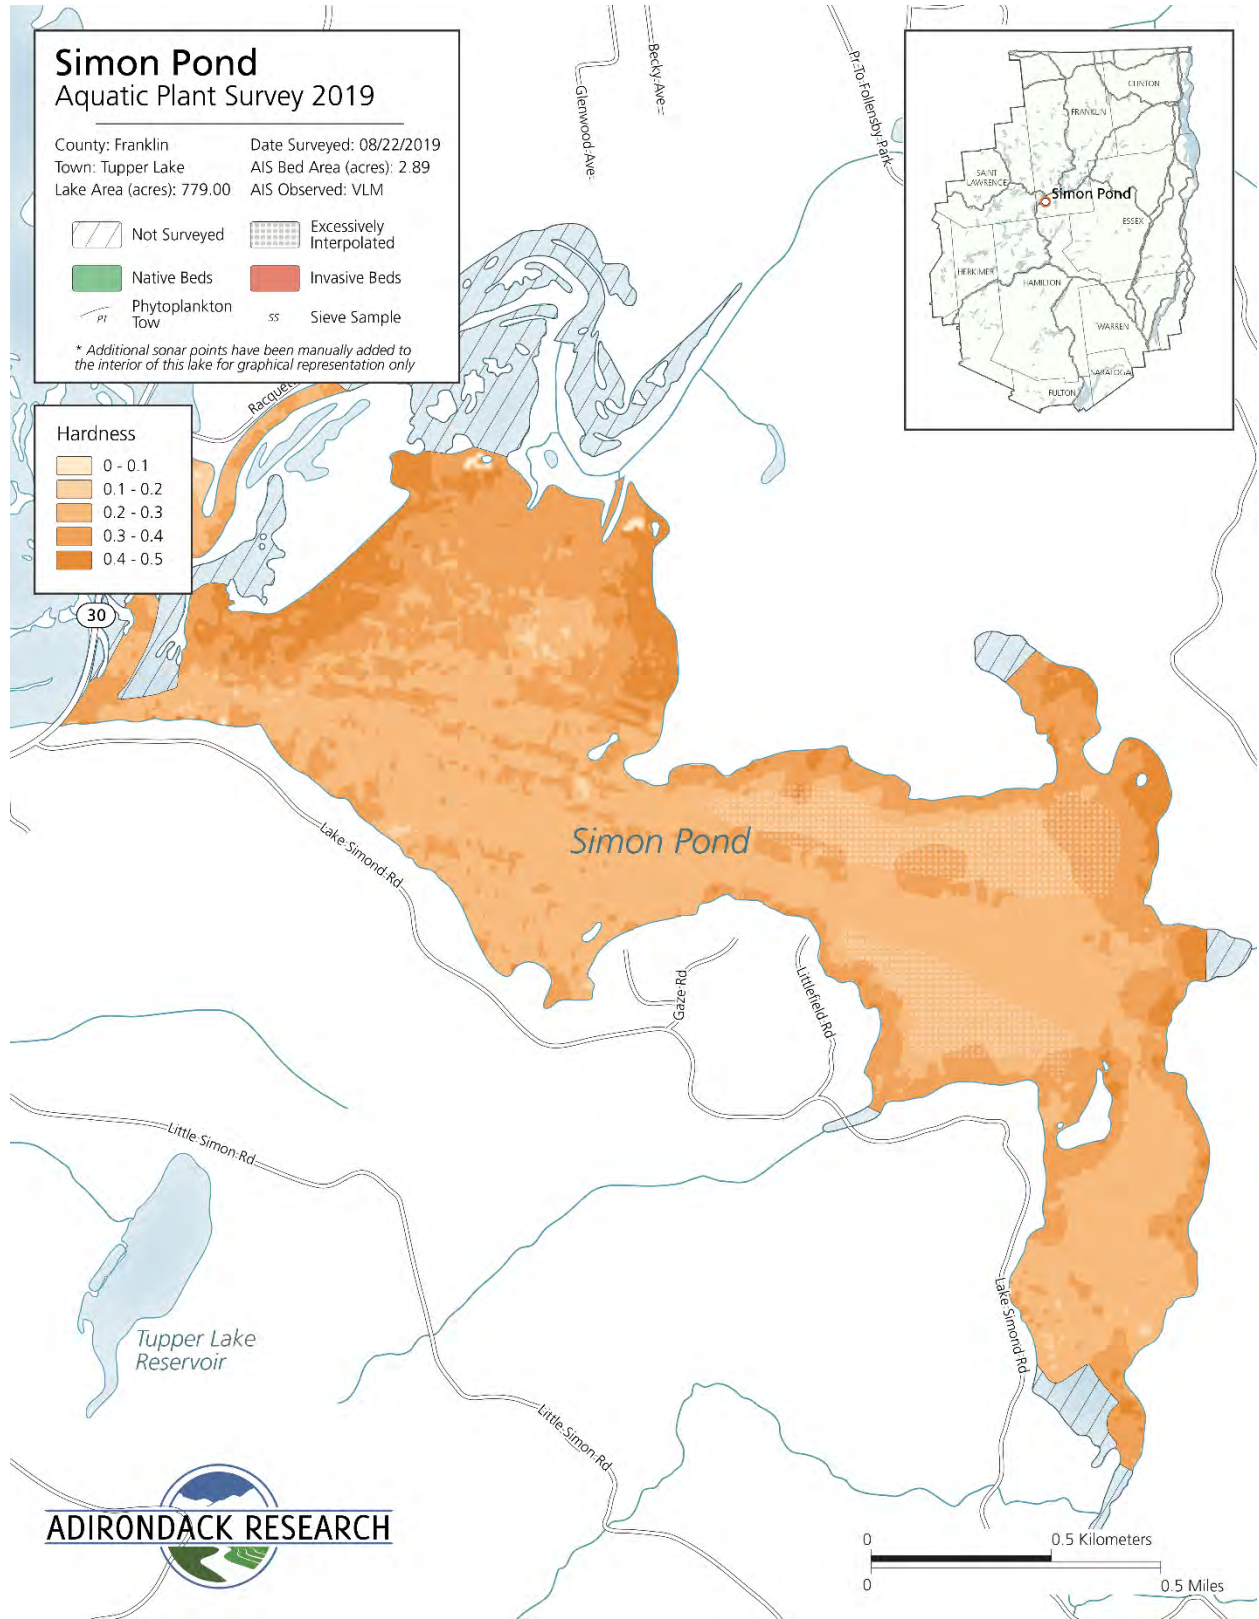 Simon Pond
Aquatic Plant Survey 2019
County: Franklin
Town: Tupper Lake
Lake Area (acres): 779.00
Date Surveyed: 08/22/2019
AIS Bed Area (acres): 2.89
AIS Observed: VLM
Not Surveyed
Excessively
Interpolated
Native Beds
Invasive Beds
PT
Phytoplankton
Tow
SS
Sieve Sample
* Additional sonar points have been manually added to
the interior of this lake for graphical representation only
Hardness
0 - 0.1
0.1 - 0.2
0.2 - 0.3
0.3 - 0.4
0.4 - 0.5
Glenwood Ave
Becky Ave
Pr To Follensby Park
CLINTON
FRANKLIN
SAINT
LAWRENCE
Simon Pond
ESSEX
HERKIMER
HAMILTON
WARREN
SARATOGA
FULTON
30
Simon Pond
Lake Simond Rd
Gaze Rd
Littlefield Rd
Little Simon Rd
Lake Simond Rd
Tupper Lake
Reservoir
Little Simon Rd
ADIRONDACK RESEARCH
0
0.5 Kilometers
0
0.5 Miles